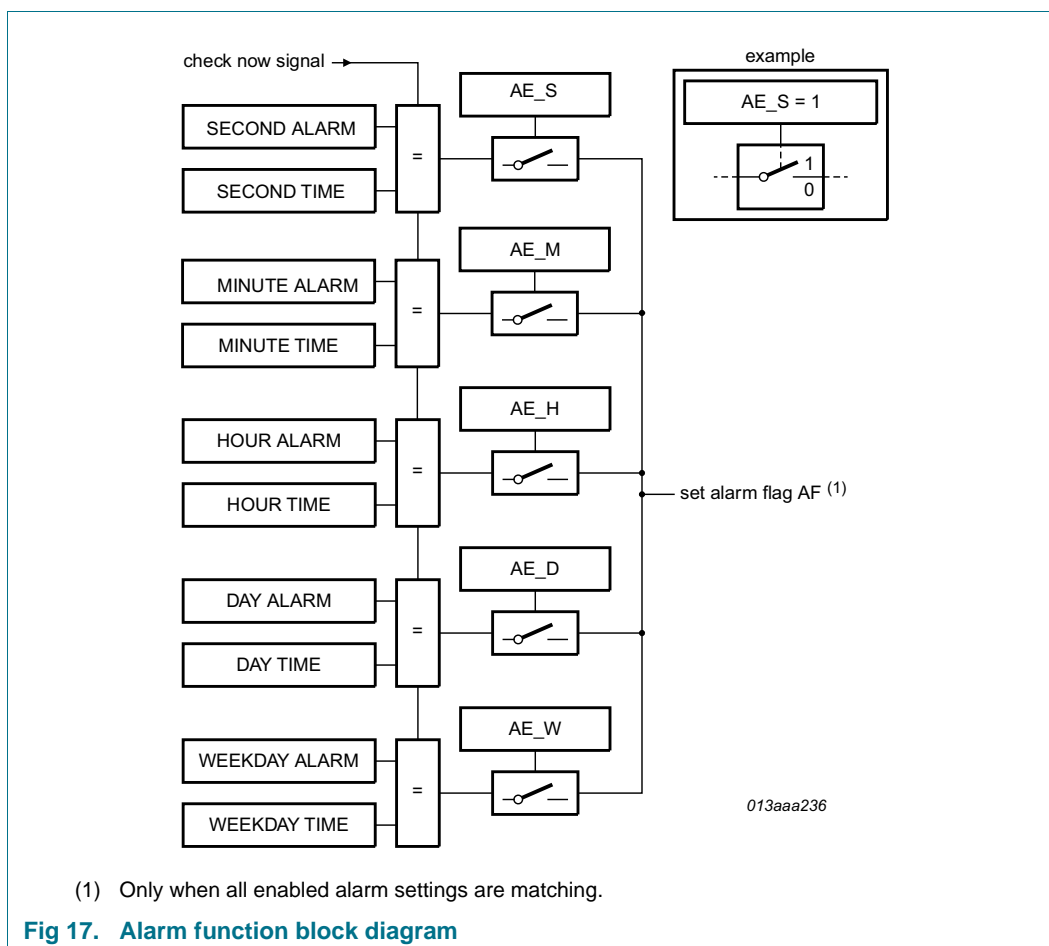 check now signal
example
SECOND ALARM
SECOND TIME
=
AE_S
AE_S = 1
1
0
MINUTE ALARM
MINUTE TIME
=
AE_M
HOUR ALARM
HOUR TIME
=
AE_H
set alarm flag AF (1)
DAY ALARM
DAY TIME
=
AE_D
WEEKDAY ALARM
WEEKDAY TIME
=
AE_W
013aaa236
(1) Only when all enabled alarm settings are matching.
Fig 17. Alarm function block diagram